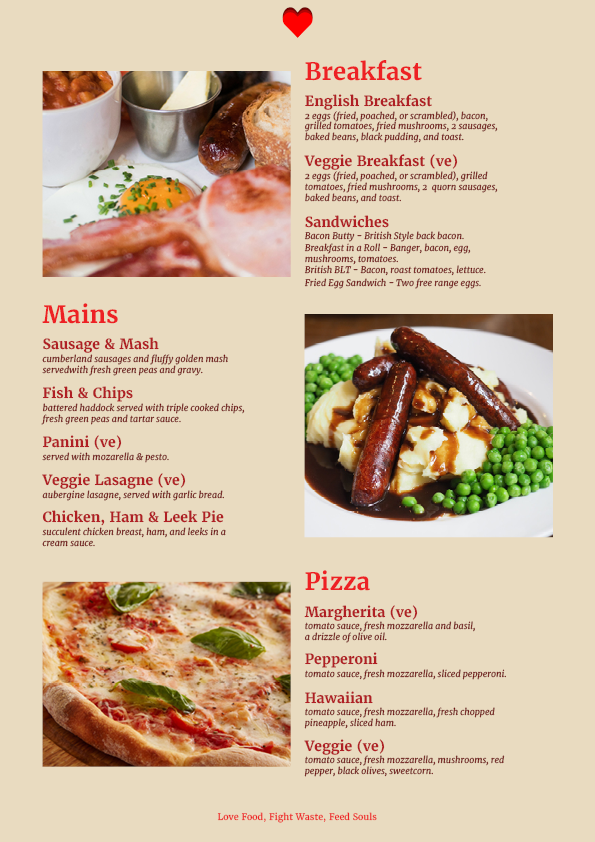 Breakfast
English Breakfast
2 eggs (fried, poached, or scrambled), bacon,
grilled tomatoes, fried mushrooms, 2 sausages,
baked beans, black pudding, and toast.
Veggie Breakfast (ve)
2 eggs (fried, poached, or scrambled), grilled
tomatoes, fried mushrooms, 2 quorn sausages,
baked beans, and toast.
Sandwiches
Bacon Butty - British Style back bacon.
Breakfast in a Roll - Banger, bacon, egg,
mushrooms, tomatoes.
British BLT - Bacon, roast tomatoes, lettuce.
Fried Egg Sandwich - Two free range eggs.
Mains
Sausage & Mash
cumberland sausages and fluffy golden mash
servedwith fresh green peas and gravy.
Fish & Chips
battered haddock served with triple cooked chips,
fresh green peas and tartar sauce.
Panini (ve)
served with mozarella & pesto.
Veggie Lasagne (ve)
aubergine lasagne, served with garlic bread.
Chicken, Ham & Leek Pie
succulent chicken breast, ham, and leeks in a
cream sauce.
Pizza
Margherita (ve)
tomato sauce, fresh mozzarella and basil,
a drizzle of olive oil.
Pepperoni
tomato sauce, fresh mozzarella, sliced pepperoni.
Hawaiian
tomato sauce, fresh mozzarella, fresh chopped
pineapple, sliced ham.
Veggie (ve)
tomato sauce, fresh mozzarella, mushrooms, red
pepper, black olives, sweetcorn.
Love Food, Fight Waste, Feed Souls